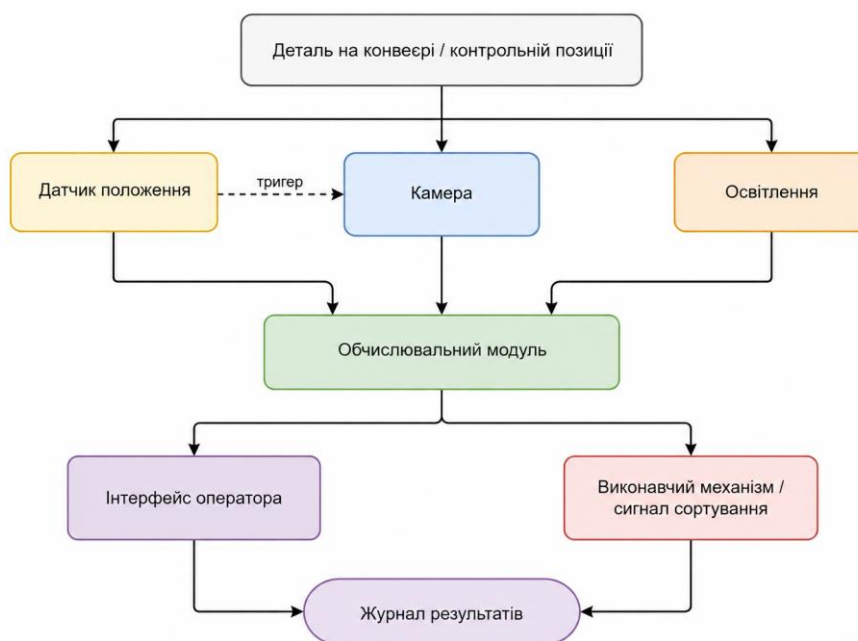 Деталь на конвеєрі / контрольній позиції
Датчик положення
тригер
Камера
Освітлення
Обчислювальний модуль
Інтерфейс оператора
Виконавчий механізм /
сигнал сортування
Журнал результатів